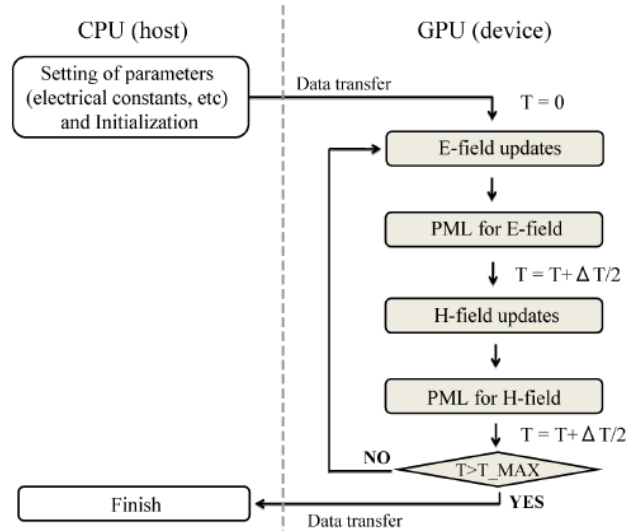 CPU (host)
GPU (device)
Setting of parameters
(electrical constants, etc)
and Initialization
Data transfer
T = 0
E-field updates
PML for E-field
T = T+ Δ T/2
H-field updates
PML for H-field
T = T+ Δ T/2
NO
T>T_MAX
YES
Finish
Data transfer